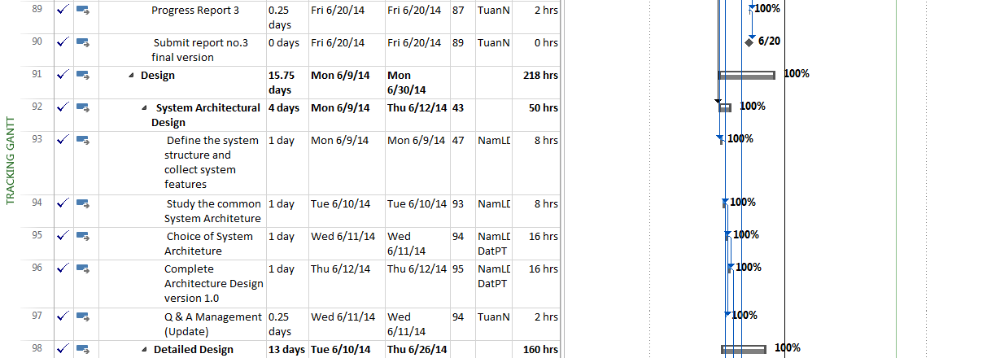 TRACKING GANTT
89 Progress Report 3 0.25 days Fri 6/20/14 Fri 6/20/14 87 TuanN 2 hrs 100%
90 Submit report no.3 final version 0 days Fri 6/20/14 Fri 6/20/14 89 TuanN 0 hrs 6/20
91 Design 15.75 days Mon 6/9/14 Mon 6/30/14 218 hrs 100%
92 System Architectural Design 4 days Mon 6/9/14 Thu 6/12/14 43 50 hrs 100%
93 Define the system structure and collect system features 1 day Mon 6/9/14 Mon 6/9/14 47 NamLD 8 hrs 100%
94 Study the common System Architeture 1 day Tue 6/10/14 Tue 6/10/14 93 NamLD 8 hrs 100%
95 Choice of System Architeture 1 day Wed 6/11/14 Wed 6/11/14 94 NamLD DatPT 16 hrs 100%
96 Complete Architecture Design version 1.0 1 day Thu 6/12/14 Thu 6/12/14 95 NamLD DatPT 16 hrs 100%
97 Q & A Management (Update) 0.25 days Wed 6/11/14 Wed 6/11/14 94 TuanN 2 hrs 100%
98 Detailed Design 13 days Tue 6/10/14 Thu 6/26/14 160 hrs 100%